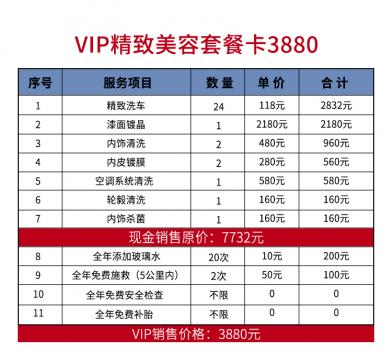 VIP精致美容套餐卡3880
序号 服务项目 数量 单价 合计
1 精致洗车 24 118元 2832元
2 漆面镀晶 1 2180元 2180元
3 内饰清洗 2 480元 960元
4 内皮镀膜 2 280元 560元
5 空调系统清洗 1 580元 580元
6 轮毂清洗 1 160元 160元
7 内饰杀菌 1 160元 160元
现金销售原价：7732元
8 全年添加玻璃水 20次 10元 200元
9 全年免费施救（5公里内） 2次 50元 100元
10 全年免费安全检查 不限 0 0
11 全年免费补胎 不限 0 0
VIP销售价格：3880元